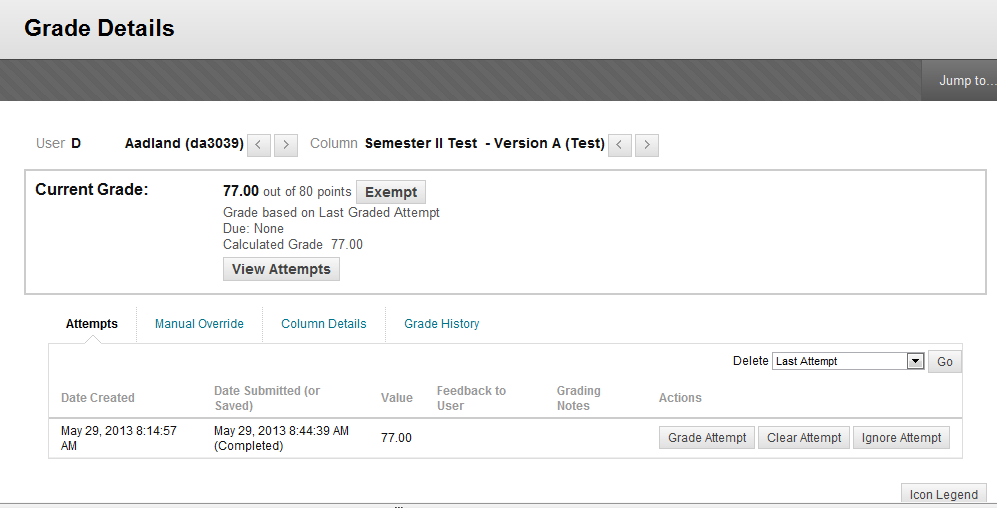 Grade Details
Jump to...
User D Aadland (da3039) < > Column Semester II Test - Version A (Test) < >
Current Grade: 77.00 out of 80 points Exempt
Grade based on Last Graded Attempt
Due: None
Calculated Grade 77.00
View Attempts
Attempts Manual Override Column Details Grade History
Delete Last Attempt Go
Date Created Date Submitted (or Saved) Value Feedback to User Grading Notes Actions
May 29, 2013 8:14:57 AM May 29, 2013 8:44:39 AM (Completed) 77.00 Grade Attempt Clear Attempt Ignore Attempt
Icon Legend